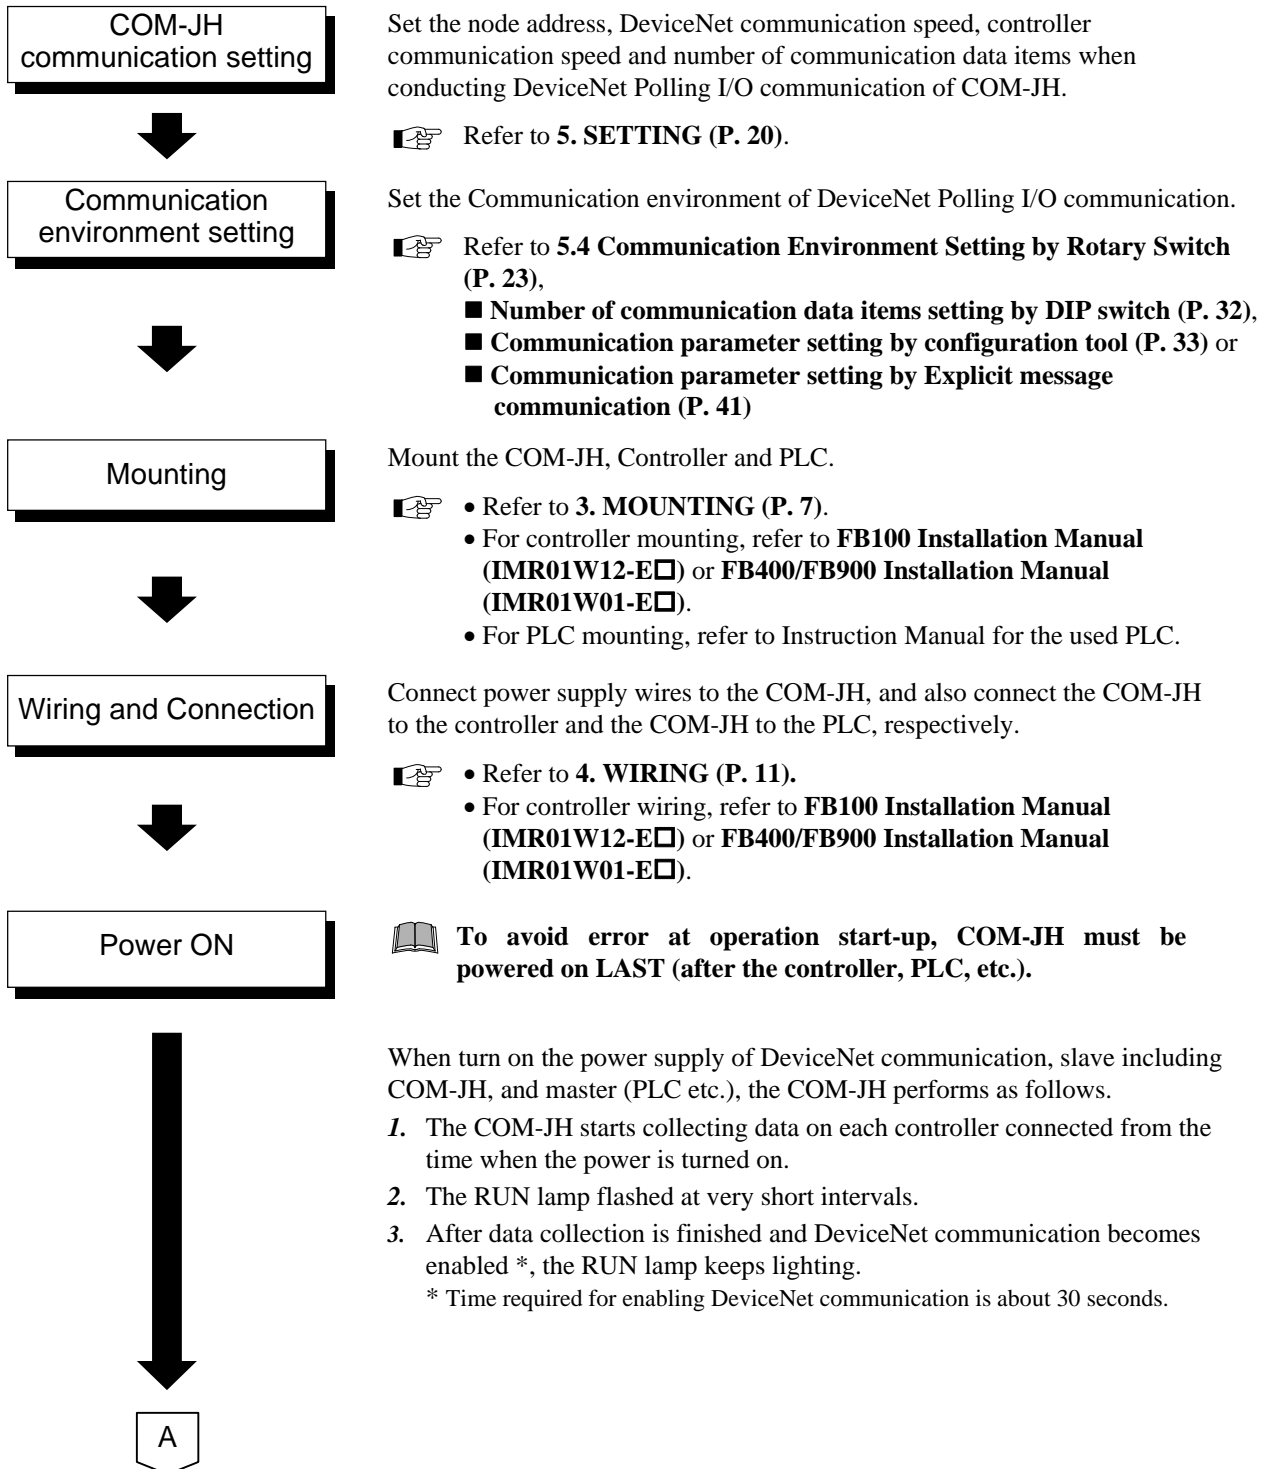 COM-JH
communication setting
Set the node address, DeviceNet communication speed, controller
communication speed and number of communication data items when
conducting DeviceNet Polling I/O communication of COM-JH.
Refer to 5. SETTING (P. 20).
Communication
environment setting
Set the Communication environment of DeviceNet Polling I/O communication.
Refer to 5.4 Communication Environment Setting by Rotary Switch
(P. 23),
■ Number of communication data items setting by DIP switch (P. 32),
■ Communication parameter setting by configuration tool (P. 33) or
■ Communication parameter setting by Explicit message
communication (P. 41)
Mounting
Mount the COM-JH, Controller and PLC.
• Refer to 3. MOUNTING (P. 7).
• For controller mounting, refer to FB100 Installation Manual
(IMR01W12-E□) or FB400/FB900 Installation Manual
(IMR01W01-E□).
• For PLC mounting, refer to Instruction Manual for the used PLC.
Wiring and Connection
Connect power supply wires to the COM-JH, and also connect the COM-JH
to the controller and the COM-JH to the PLC, respectively.
• Refer to 4. WIRING (P. 11).
• For controller wiring, refer to FB100 Installation Manual
(IMR01W12-E□) or FB400/FB900 Installation Manual
(IMR01W01-E□).
Power ON
To avoid error at operation start-up, COM-JH must be
powered on LAST (after the controller, PLC, etc.).
When turn on the power supply of DeviceNet communication, slave including
COM-JH, and master (PLC etc.), the COM-JH performs as follows.
1. The COM-JH starts collecting data on each controller connected from the
time when the power is turned on.
2. The RUN lamp flashed at very short intervals.
3. After data collection is finished and DeviceNet communication becomes
enabled *, the RUN lamp keeps lighting.
* Time required for enabling DeviceNet communication is about 30 seconds.
A